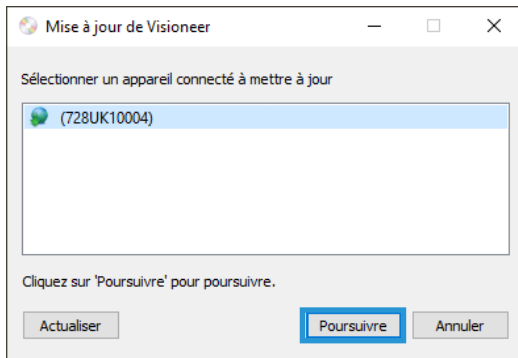 Mise à jour de Visioneer
Sélectionner un appareil connecté à mettre à jour
(728UK10004)
Cliquez sur 'Poursuivre' pour poursuivre.
Actualiser Poursuivre Annuler